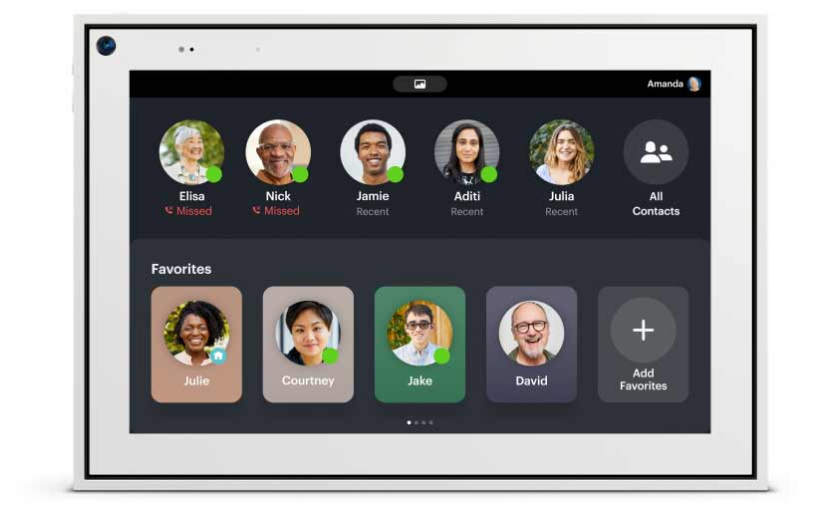 Amanda
Elisa
Missed
Nick
Missed
Jamie
Recent
Aditi
Recent
Julia
Recent
All
Contacts
Favorites
Julie
Courtney
Jake
David
Add
Favorites